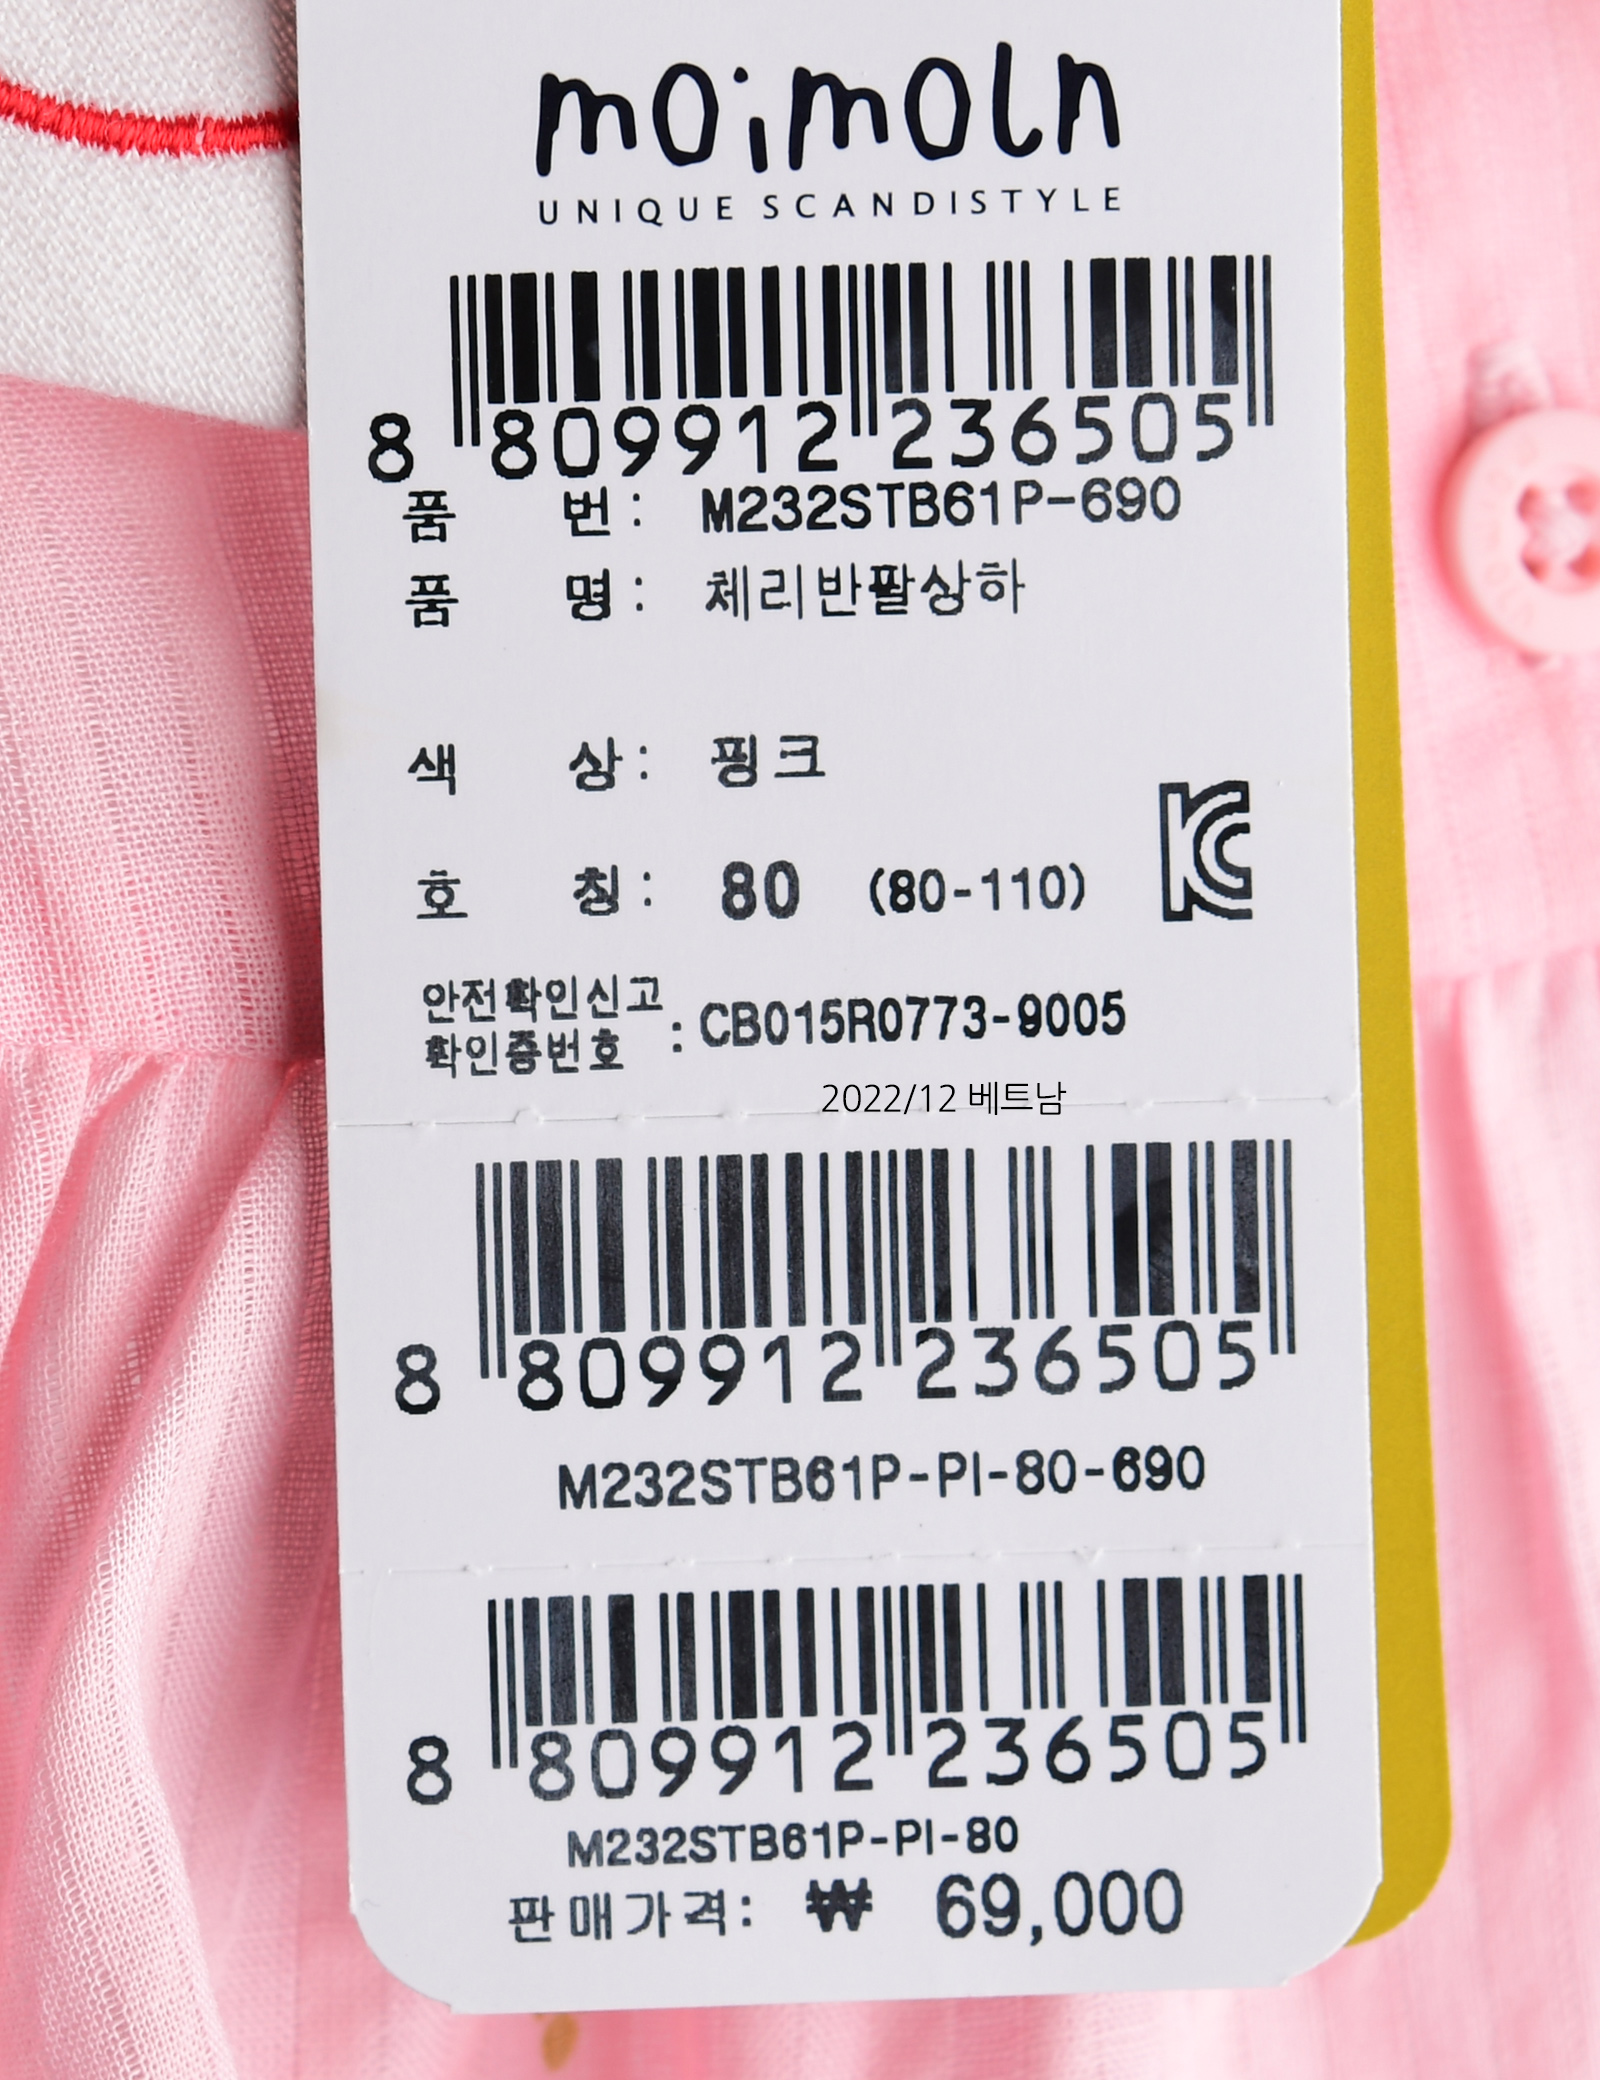 moimoln
UNIQUE SCANDISTYLE
8 809912 236505
품 번 : M232STB61P-690
품 명 : 체리반팔상하
색 상 : 핑크
호 칭 : 80 (80-110)
안전확인신고
확인증번호 : CB015R0773-9005
2022/12 베트남
8 809912 236505
M232STB61P-PI-80-690
8 809912 236505
M232STB61P-PI-80
판매가격: ₩ 69,000